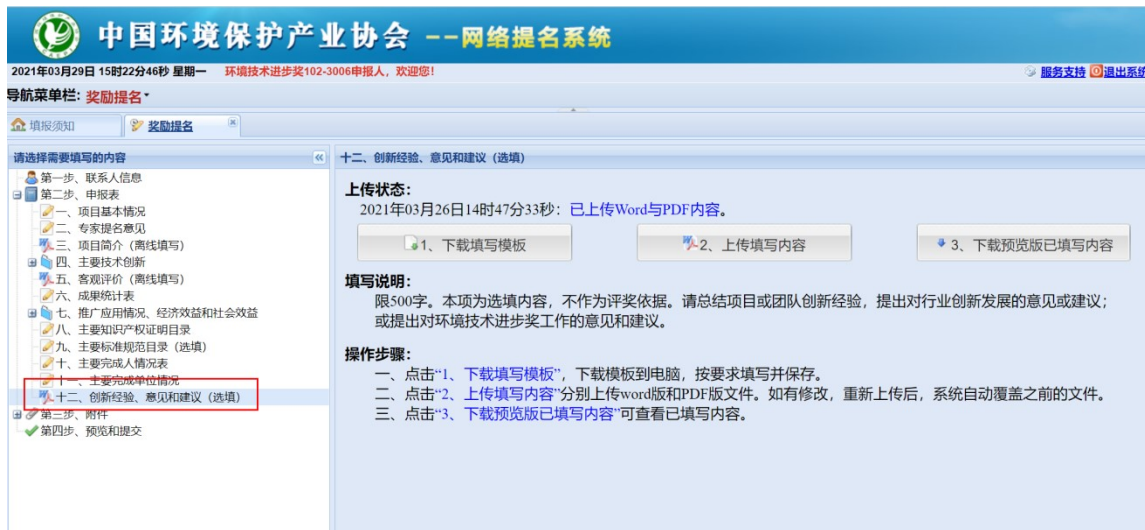 中国环境保护产业协会 --网络提名系统
2021年03月29日 15时22分46秒 星期一 环境技术进步奖102-3006申报人，欢迎您！ 服务支持 退出系统
导航菜单栏: 奖励提名
填报须知 奖励提名
请选择需要填写的内容
第一步、联系人信息
第二步、申报表
一、项目基本情况
二、专家提名意见
三、项目简介（离线填写）
四、主要技术创新
五、客观评价（离线填写）
六、成果统计表
七、推广应用情况、经济效益和社会效益
八、主要知识产权证明目录
九、主要标准规范目录（选填）
十、主要完成人情况表
十一、主要完成单位情况
十二、创新经验、意见和建议（选填）
第三步、附件
第四步、预览和提交
十二、创新经验、意见和建议（选填）
上传状态：
2021年03月26日14时47分33秒：已上传Word与PDF内容。
1、下载填写模板 2、上传填写内容 3、下载预览版已填写内容
填写说明：
限500字。本项为选填内容，不作为评奖依据。请总结项目或团队创新经验，提出对行业创新发展的意见或建议；
或提出对环境技术进步奖工作的意见和建议。
操作步骤：
一、点击“1、下载填写模板”，下载模板到电脑，按要求填写并保存。
二、点击“2、上传填写内容”分别上传word版和PDF版文件。如有修改，重新上传后，系统自动覆盖之前的文件。
三、点击“3、下载预览版已填写内容”可查看已填写内容。